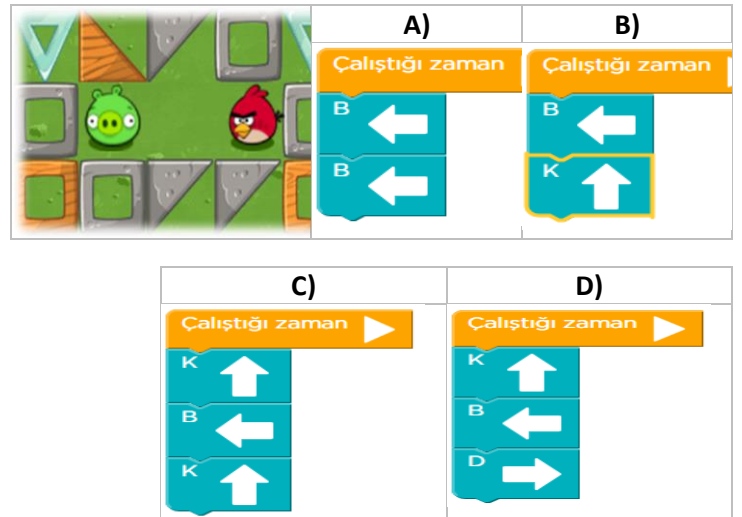 A)
B)
Çalıştığı zaman
B
B
Çalıştığı zaman
B
K
C)
D)
Çalıştığı zaman
K
B
K
Çalıştığı zaman
K
B
D